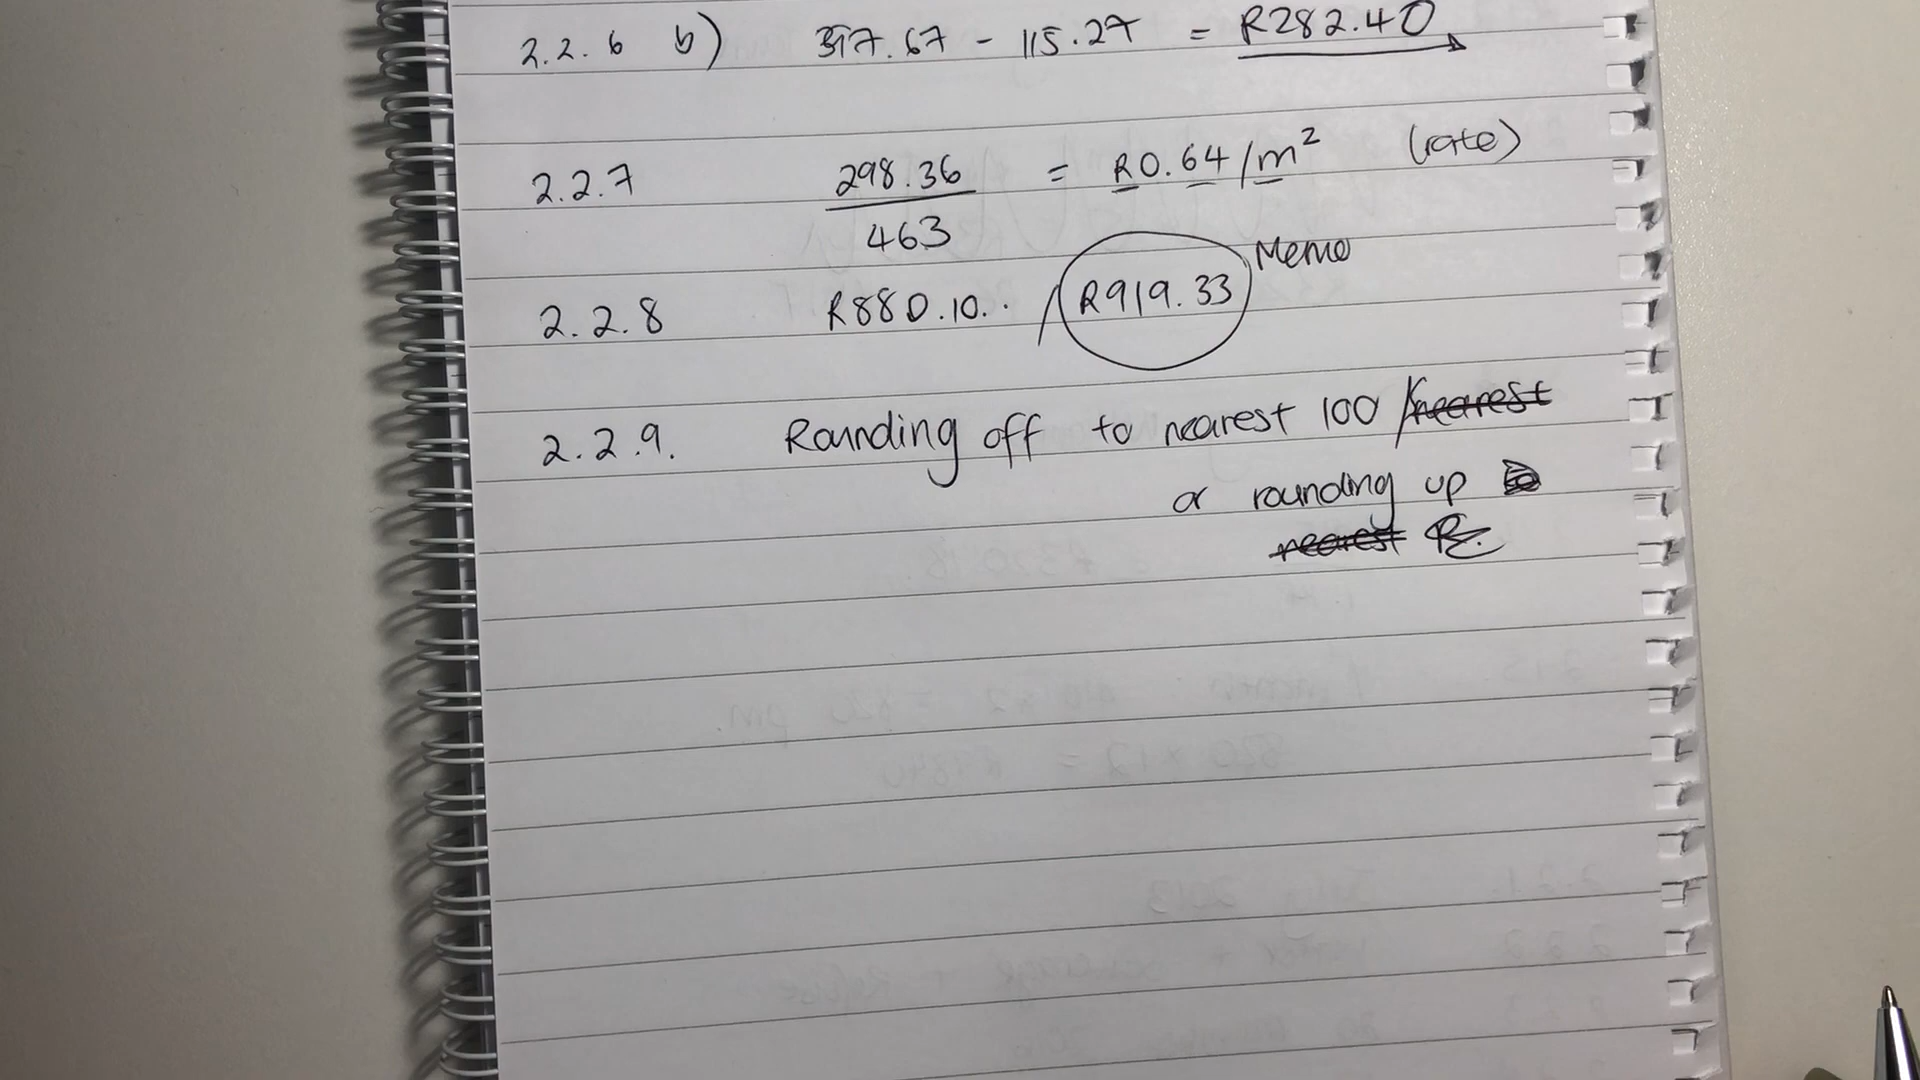 2.2.6 b) 397.67 - 115.27 = R282.40
2.2.7 298.36 / 463 = R0.64/m² (rate)
2.2.8 R880.10. / R919.33 Memo
2.2.9. Rounding off to nearest 100 / nearest
or rounding up
nearest